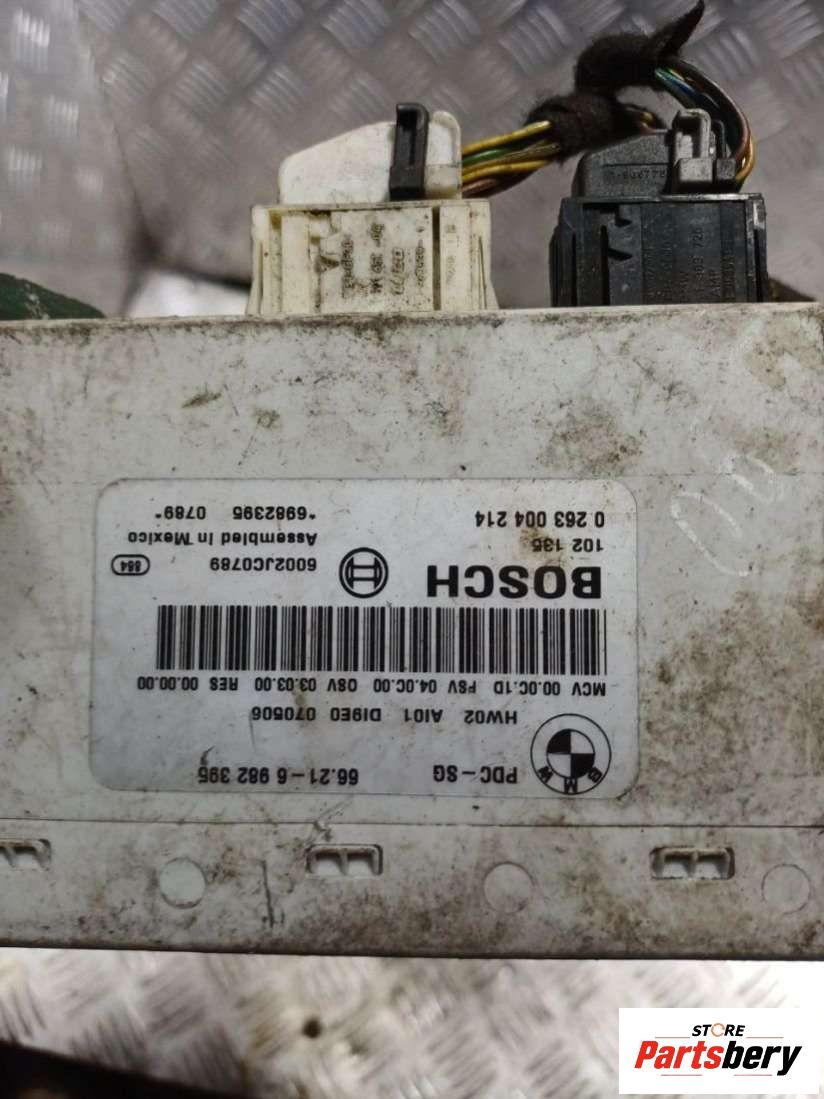 PDC-SG 66.21-6 982 395
BMW
HW02 AI01 DI9E0 070506
MCV 00.0C.1D FSV 04.0C.00 OSV 03.03.00 RES 00.00.00
BOSCH
6002JC0789 864
102 135
Assembled in Mexico
0 263 004 214
*6982395 0789*
STORE
Partsbery